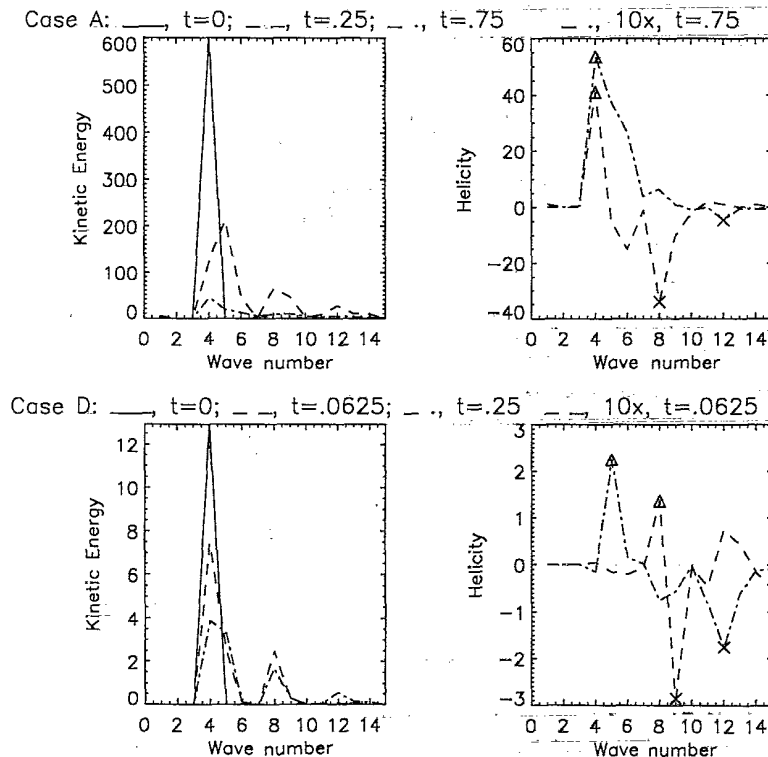 Case A: ___, t=0; _ _, t=.25; _ ., t=.75 _ ., 10x, t=.75
600
500
400
300
200
100
0
Kinetic Energy
0 2 4 6 8 10 12 14
Wave number
60
40
20
0
-20
-40
Helicity
0 2 4 6 8 10 12 14
Wave number
Case D: ___, t=0; _ _, t=.0625; _ ., t=.25 _ _, 10x, t=.0625
12
10
8
6
4
2
0
Kinetic Energy
0 2 4 6 8 10 12 14
Wave number
3
2
1
0
-1
-2
-3
Helicity
0 2 4 6 8 10 12 14
Wave number